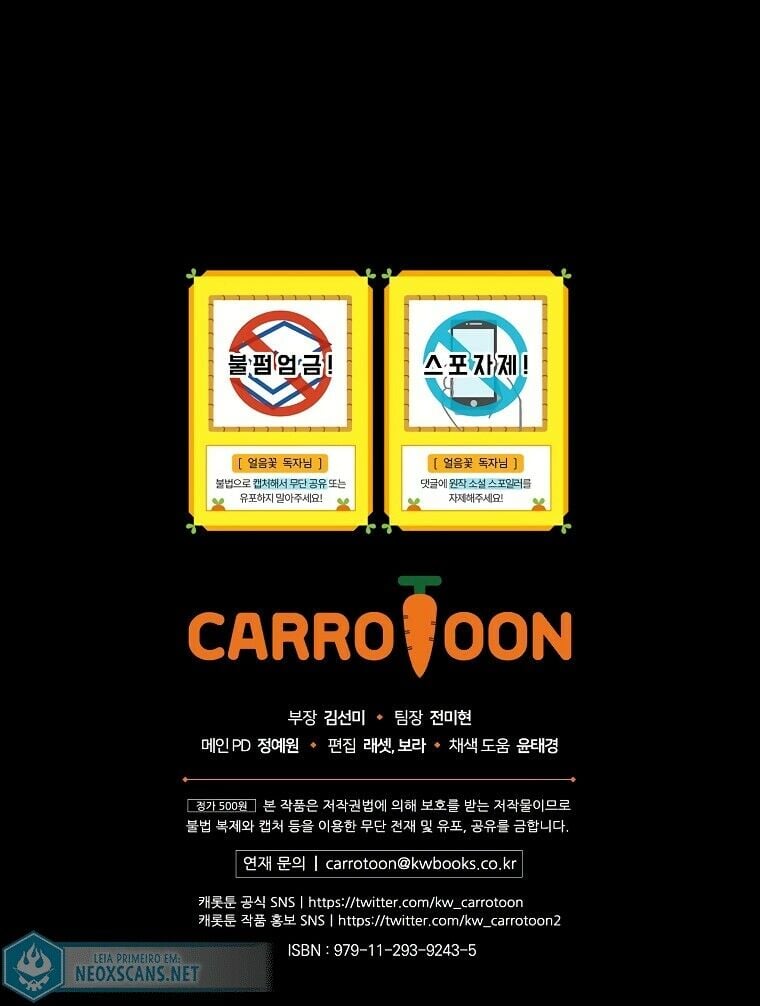 불펌엄금!
[ 얼음꽃 독자님 ]
불법으로 캡처해서 무단 공유 또는
유포하지 말아주세요!
스포자제!
[ 얼음꽃 독자님 ]
댓글에 원작 소설 스포일러를
자제해주세요!
CARROTOON
부장 김선미 ◆ 팀장 전미현
메인PD 정예원 ◆ 편집 래셋, 보라 ◆ 채색 도움 윤태경
정가 500원 본 작품은 저작권법에 의해 보호를 받는 저작물이므로
불법 복제와 캡처 등을 이용한 무단 전재 및 유포, 공유를 금합니다.
연재 문의 | carrotoon@kwbooks.co.kr
캐롯툰 공식 SNS | https://twitter.com/kw_carrotoon
캐롯툰 작품 홍보 SNS | https://twitter.com/kw_carrotoon2
ISBN : 979-11-293-9243-5
LEIA PRIMEIRO EM:
NEOXSCANS.NET